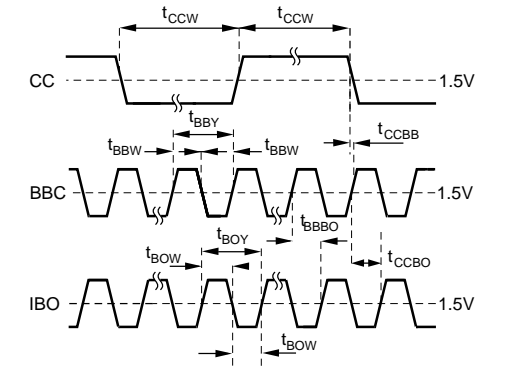 tCCW tCCW
CC 1.5V
tBBY
tCCBB
tBBW tBBW
BBC 1.5V
tBBBO
tBOY
tBOW tCCBO
IBO 1.5V
tBOW